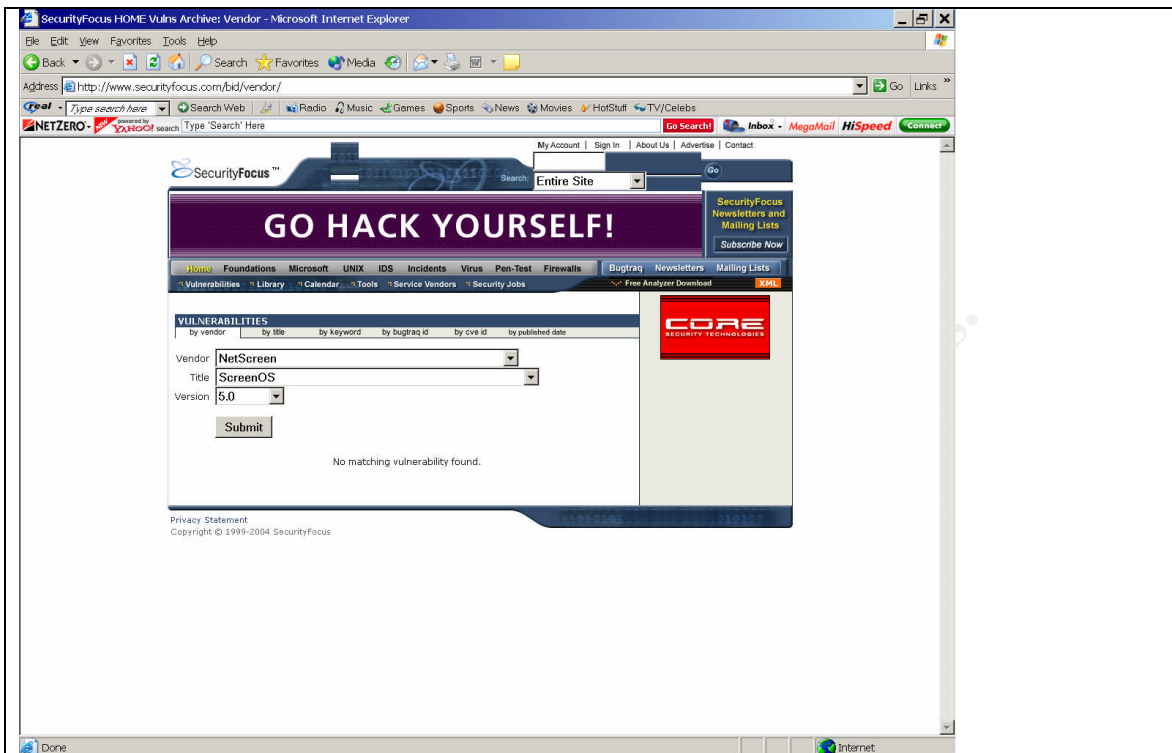 SecurityFocus HOME Vulns Archive: Vendor - Microsoft Internet Explorer
File Edit View Favorites Tools Help
Back Search Favorites Media
Address http://www.securityfocus.com/bid/vendor/ Go Links »
Real Type search here Search Web Radio Music Games Sports News Movies HotStuff TV/Celebs
NETZERO NEW powered by YAHOO! search Type 'Search' Here Go Search! Inbox MegaMail HiSpeed Connect
My Account | Sign In | About Us | Advertise | Contact
SecurityFocus ™
Search: Entire Site Go
GO HACK YOURSELF!
SecurityFocus
Newsletters and
Mailing Lists
Subscribe Now
Home Foundations Microsoft UNIX IDS Incidents Virus Pen-Test Firewalls Bugtraq Newsletters Mailing Lists
Vulnerabilities Library Calendar Tools Service Vendors Security Jobs Free Analyzer Download XML
VULNERABILITIES
by vendor by title by keyword by bugtraq id by cve id by published date
CORE
SECURITY TECHNOLOGIES
Vendor NetScreen
Title ScreenOS
Version 5.0
Submit
No matching vulnerability found.
Privacy Statement
Copyright © 1999-2004 SecurityFocus
Done Internet